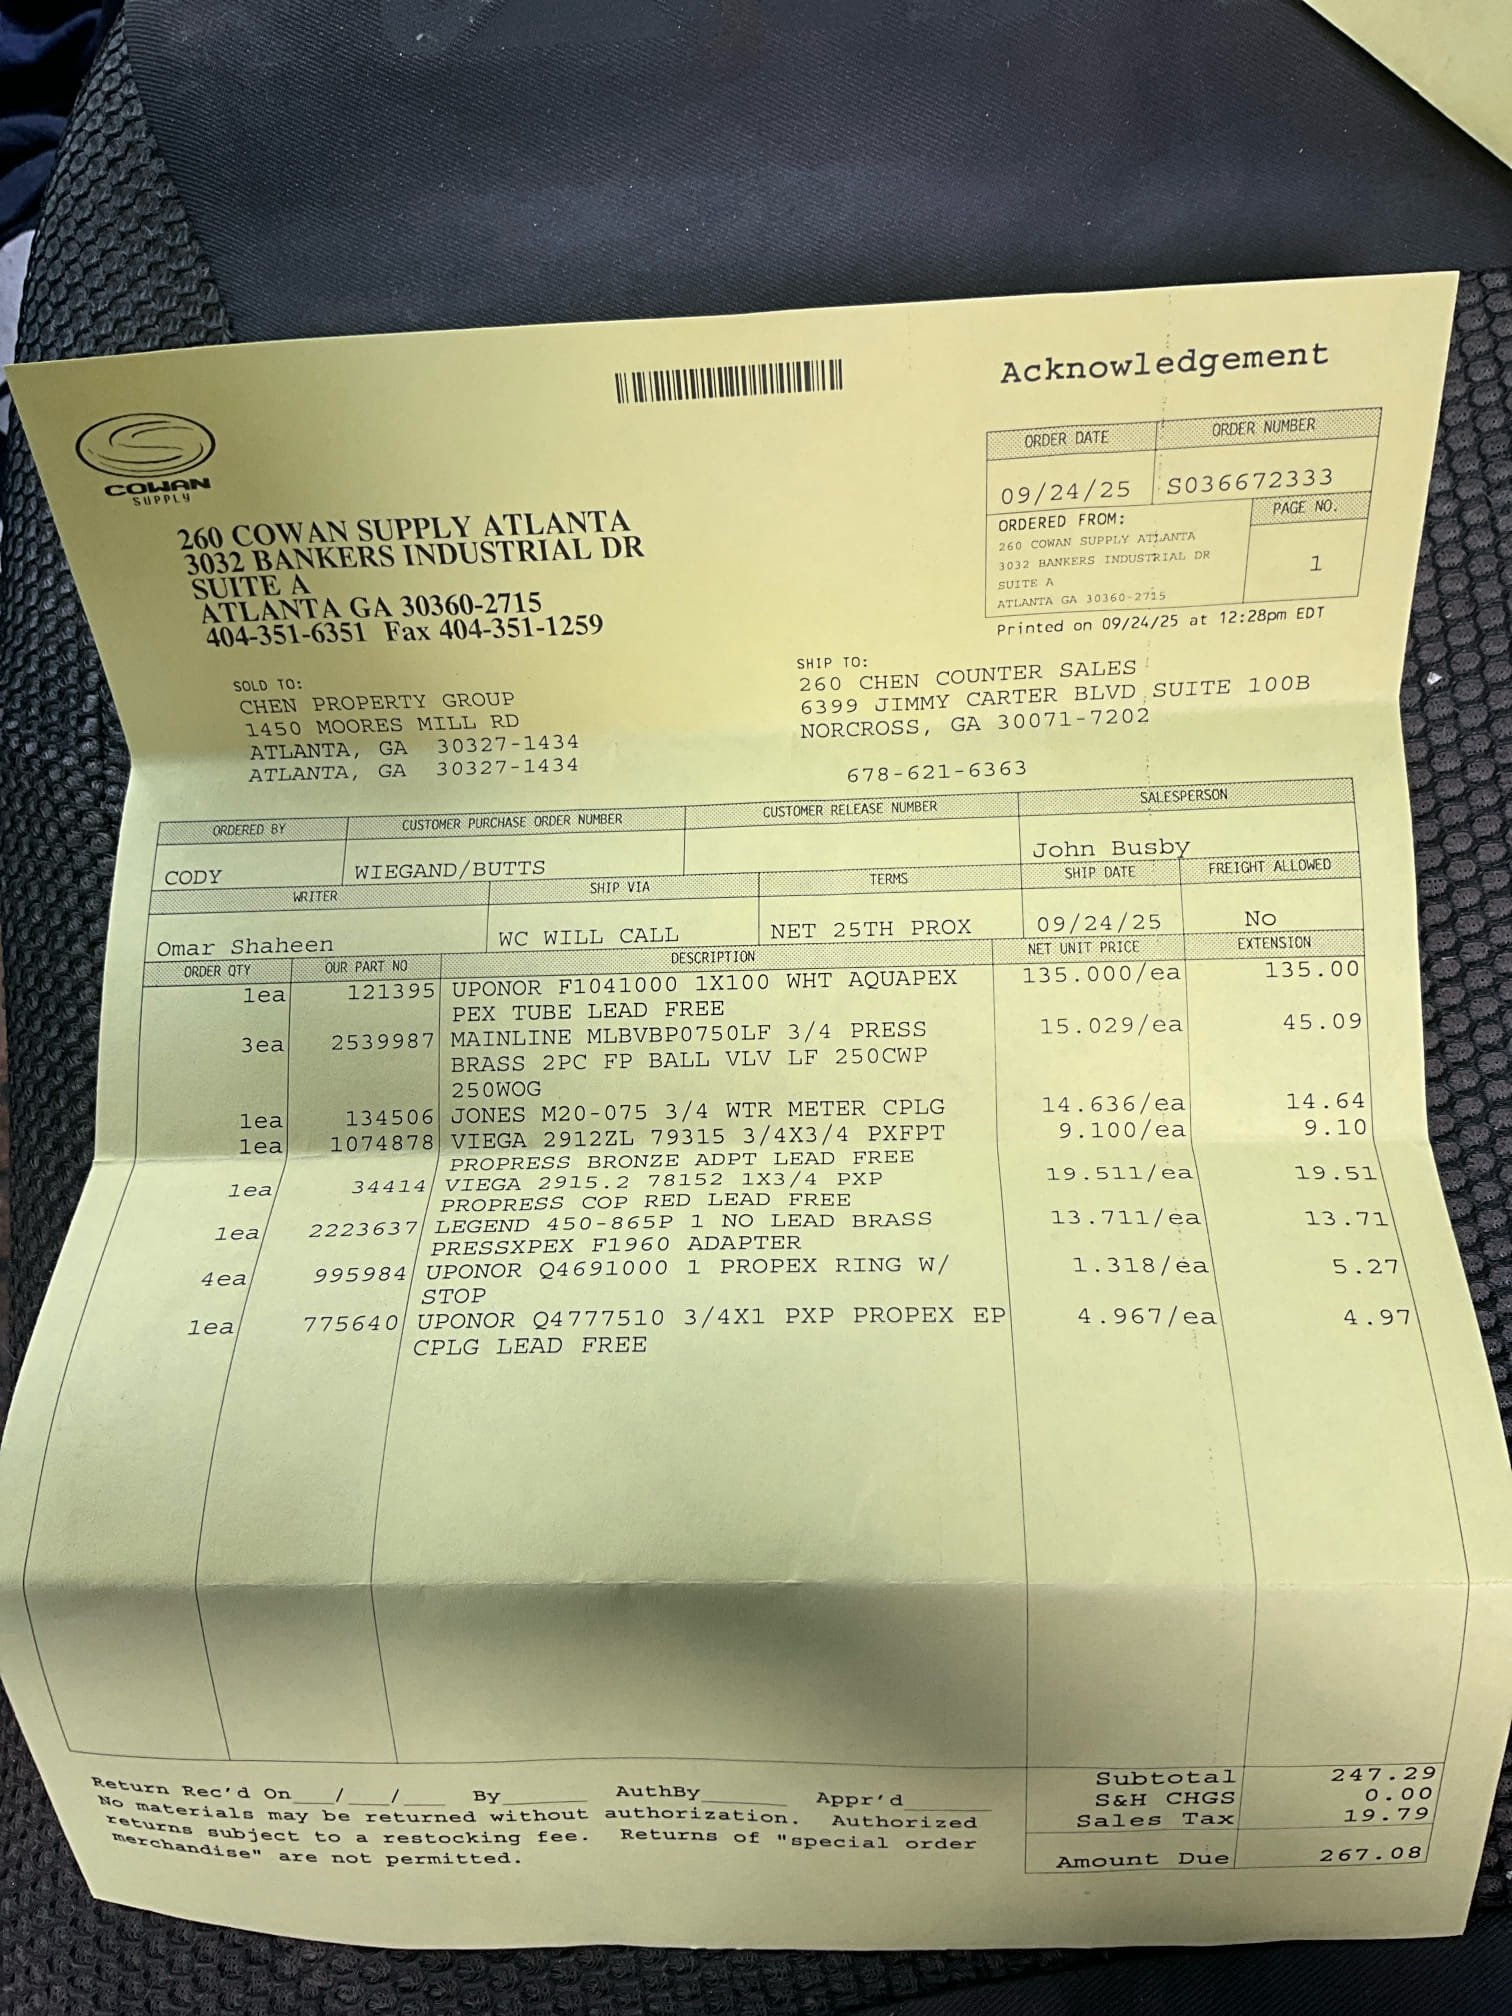 Acknowledgement
COWAN
SUPPLY
260 COWAN SUPPLY ATLANTA
3032 BANKERS INDUSTRIAL DR
SUITE A
ATLANTA GA 30360-2715
404-351-6351 Fax 404-351-1259
ORDER DATE ORDER NUMBER
09/24/25 S036672333
ORDERED FROM: PAGE NO.
260 COWAN SUPPLY ATLANTA
3032 BANKERS INDUSTRIAL DR
SUITE A
ATLANTA GA 30360-2715
1
Printed on 09/24/25 at 12:28pm EDT
SOLD TO:
CHEN PROPERTY GROUP
1450 MOORES MILL RD
ATLANTA, GA 30327-1434
ATLANTA, GA 30327-1434
SHIP TO:
260 CHEN COUNTER SALES
6399 JIMMY CARTER BLVD SUITE 100B
NORCROSS, GA 30071-7202
678-621-6363
ORDERED BY CUSTOMER PURCHASE ORDER NUMBER CUSTOMER RELEASE NUMBER SALESPERSON
CODY WIEGAND/BUTTS John Busby
WRITER SHIP VIA TERMS SHIP DATE FREIGHT ALLOWED
Omar Shaheen WC WILL CALL NET 25TH PROX 09/24/25 No
ORDER QTY OUR PART NO DESCRIPTION NET UNIT PRICE EXTENSION
1ea 121395 UPONOR F1041000 1X100 WHT AQUAPEX 135.000/ea 135.00
PEX TUBE LEAD FREE
3ea 2539987 MAINLINE MLBVBP0750LF 3/4 PRESS 15.029/ea 45.09
BRASS 2PC FP BALL VLV LF 250CWP
250WOG
1ea 134506 JONES M20-075 3/4 WTR METER CPLG 14.636/ea 14.64
1ea 1074878 VIEGA 2912ZL 79315 3/4X3/4 PXFPT 9.100/ea 9.10
PROPRESS BRONZE ADPT LEAD FREE
1ea 34414 VIEGA 2915.2 78152 1X3/4 PXP 19.511/ea 19.51
PROPRESS COP RED LEAD FREE
1ea 2223637 LEGEND 450-865P 1 NO LEAD BRASS 13.711/ea 13.71
PRESSXPEX F1960 ADAPTER
4ea 995984 UPONOR Q4691000 1 PROPEX RING W/ 1.318/ea 5.27
STOP
1ea 775640 UPONOR Q4777510 3/4X1 PXP PROPEX EP 4.967/ea 4.97
CPLG LEAD FREE
Return Rec'd On___/___/___ By_______ AuthBy_______ Appr'd_______
No materials may be returned without authorization. Authorized
returns subject to a restocking fee. Returns of "special order
merchandise" are not permitted.
Subtotal 247.29
S&H CHGS 0.00
Sales Tax 19.79
Amount Due 267.08